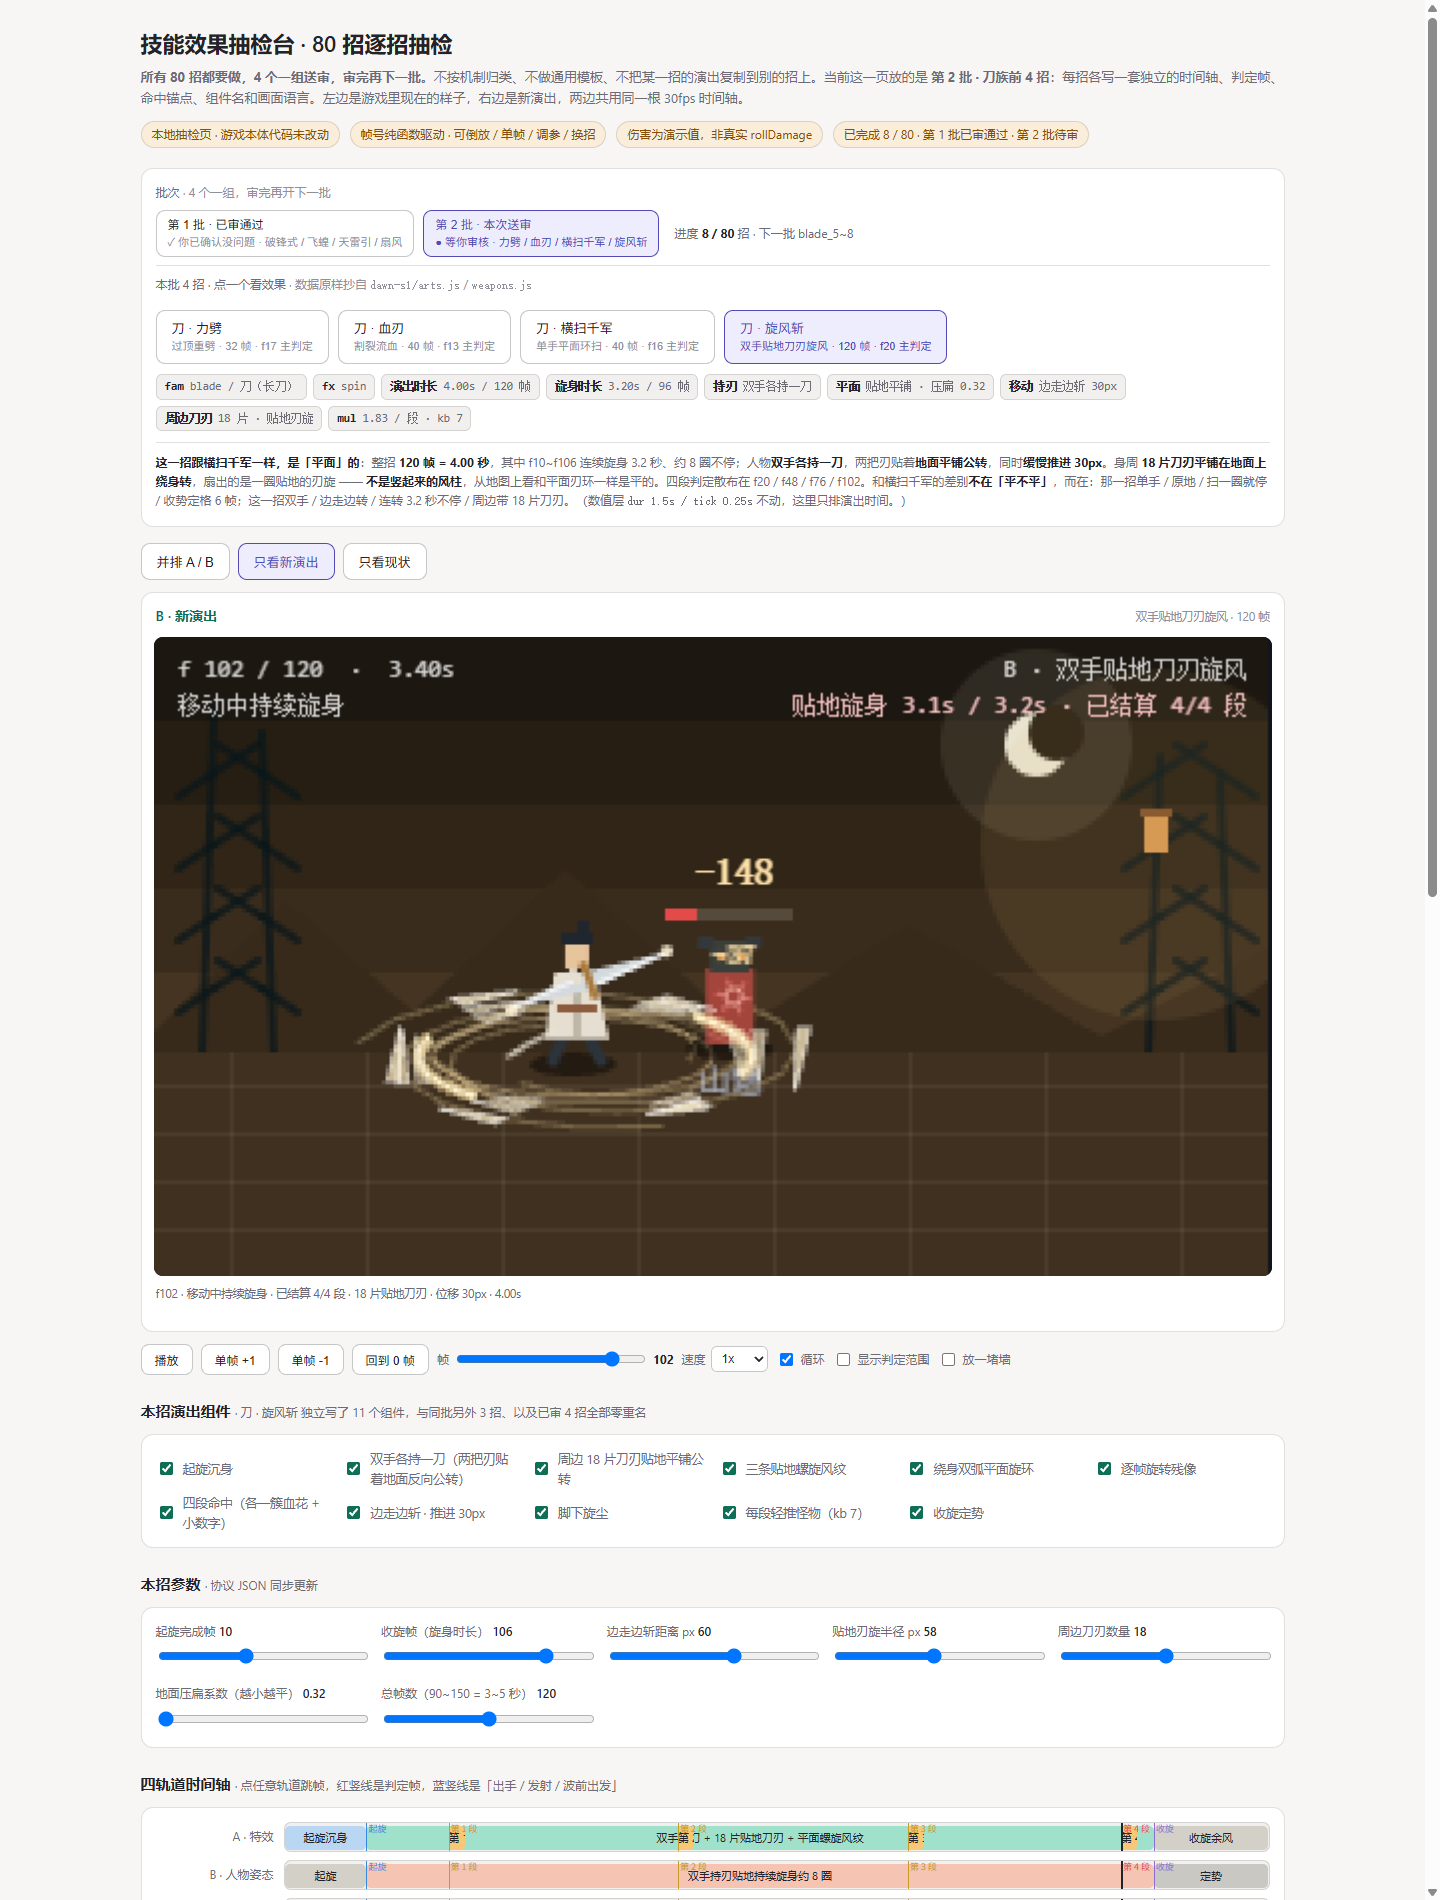 技能效果抽检台 · 80 招逐招抽检
所有 80 招都要做，4 个一组送审，审完再下一批。不按机制归类、不做通用模板、不把某一招的演出复制到别的招上。当前这一页放的是 第 2 批 · 刀族前 4 招：每招各写一套独立的时间轴、判定帧、
命中锚点、组件名和画面语言。左边是游戏里现在的样子，右边是新演出，两边共用同一根 30fps 时间轴。
本地抽检页 · 游戏本体代码未改动
帧号纯函数驱动 · 可倒放 / 单帧 / 调参 / 换招
伤害为演示值，非真实 rollDamage
已完成 8 / 80 · 第 1 批已审通过 · 第 2 批待审
批次 · 4 个一组，审完再开下一批
第 1 批 · 已审通过
✓ 你已确认没问题 · 破锋式 / 飞蝗 / 天雷引 / 扇风
第 2 批 · 本次送审
● 等你审核 · 力劈 / 血刃 / 横扫千军 / 旋风斩
进度 8 / 80 招 · 下一批 blade_5~8
本批 4 招 · 点一个看效果 · 数据原样抄自 dawn-s1/arts.js / weapons.js
刀 · 力劈
过顶重劈 · 32 帧 · f17 主判定
刀 · 血刃
割裂流血 · 40 帧 · f13 主判定
刀 · 横扫千军
单手平面环扫 · 40 帧 · f16 主判定
刀 · 旋风斩
双手贴地刀刃旋风 · 120 帧 · f20 主判定
fam blade / 刀（长刀）
fx spin
演出时长 4.00s / 120 帧
旋身时长 3.20s / 96 帧
持刃 双手各持一刀
平面 贴地平铺 · 压扁 0.32
移动 边走边斩 30px
周边刀刃 18 片 · 贴地刃旋
mul 1.83 / 段 · kb 7
这一招跟横扫千军一样，是「平面」的：整招 120 帧 = 4.00 秒，其中 f10~f106 连续旋身 3.2 秒、约 8 圈不停；人物双手各持一刀，两把刃贴着地面平铺公转，同时缓慢推进 30px。身周 18 片刀刃平铺在地面上
绕身转，扇出的是一圈贴地的刃旋 —— 不是竖起来的风柱，从地图上看和平面刃环一样是平的。四段判定散布在 f20 / f48 / f76 / f102。和横扫千军的差别不在「平不平」，而在：那一招单手 / 原地 / 扫一圈就停
/ 收势定格 6 帧；这一招双手 / 边走边转 / 连转 3.2 秒不停 / 周边带 18 片刀刃。（数值层 dur 1.5s / tick 0.25s 不动，这里只排演出时间。）
并排 A / B
只看新演出
只看现状
B · 新演出
双手贴地刀刃旋风 · 120 帧
f 102 / 120 · 3.40s
B · 双手贴地刀刃旋风
移动中持续旋身
贴地旋身 3.1s / 3.2s · 已结算 4/4 段
−148
f102 · 移动中持续旋身 · 已结算 4/4 段 · 18 片贴地刀刃 · 位移 30px · 4.00s
播放
单帧 +1
单帧 -1
回到 0 帧
帧
102
速度
1x
循环
显示判定范围
放一堵墙
本招演出组件 · 刀 · 旋风斩 独立写了 11 个组件，与同批另外 3 招、以及已审 4 招全部零重名
起旋沉身
双手各持一刀（两把刃贴
着地面反向公转）
周边 18 片刀刃贴地平铺公
转
三条贴地螺旋风纹
绕身双弧平面旋环
逐帧旋转残像
四段命中（各一簇血花 +
小数字）
边走边斩 · 推进 30px
脚下旋尘
每段轻推怪物（kb 7）
收旋定势
本招参数 · 协议 JSON 同步更新
起旋完成帧 10
收旋帧（旋身时长） 106
边走边斩距离 px 60
贴地刃旋半径 px 58
周边刀刃数量 18
地面压扁系数（越小越平） 0.32
总帧数（90~150 = 3~5 秒） 120
四轨道时间轴 · 点任意轨道跳帧，红竖线是判定帧，蓝竖线是「出手 / 发射 / 波前出发」
A · 特效
起旋沉身
起旋
第 1 段
第 2 段
第 3 段
第 4 段
收旋
收旋余风
B · 人物姿态
起旋
起旋
第 1 段
第 2 段
双手持刃贴地持续旋身约 8 圈
第 3 段
第 4 段
收旋
定势